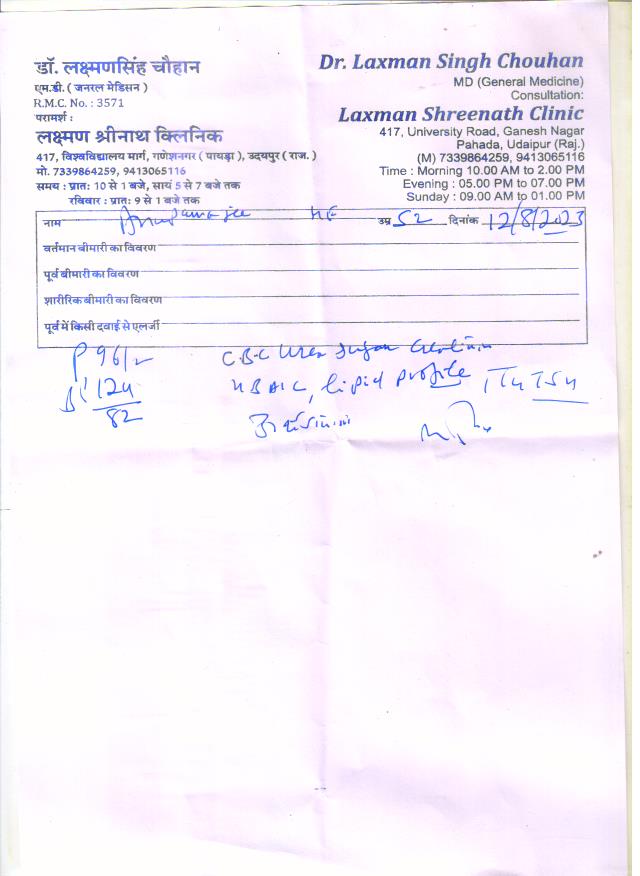 डॉ. लक्ष्मणसिंह चौहान
एम.डी. ( जनरल मेडिसन )
R.M.C. No. : 3571
परामर्श :
लक्ष्मण श्रीनाथ क्लिनिक
417, विश्वविद्यालय मार्ग, गणेशनगर ( पायड़ा ), उदयपुर ( राज. )
मो. 7339864259, 9413065116
समय : प्रातः 10 से 1 बजे, सायं 5 से 7 बजे तक
रविवार : प्रातः 9 से 1 बजे तक
Dr. Laxman Singh Chouhan
MD (General Medicine)
Consultation:
Laxman Shreenath Clinic
417, University Road, Ganesh Nagar
Pahada, Udaipur (Raj.)
(M) 7339864259, 9413065116
Time : Morning 10.00 AM to 2.00 PM
Evening : 05.00 PM to 07.00 PM
Sunday : 09.00 AM to 01.00 PM
नाम उम्र 52 दिनांक 12/8/2023
वर्तमान बीमारी का विवरण
पूर्व बीमारी का विवरण
शारीरिक बीमारी का विवरण
पूर्व में किसी दवाई से एलर्जी
P 96/ C.B.C Urea Sugar Creatinin
124 HBA1C, lipid profile TSH
82